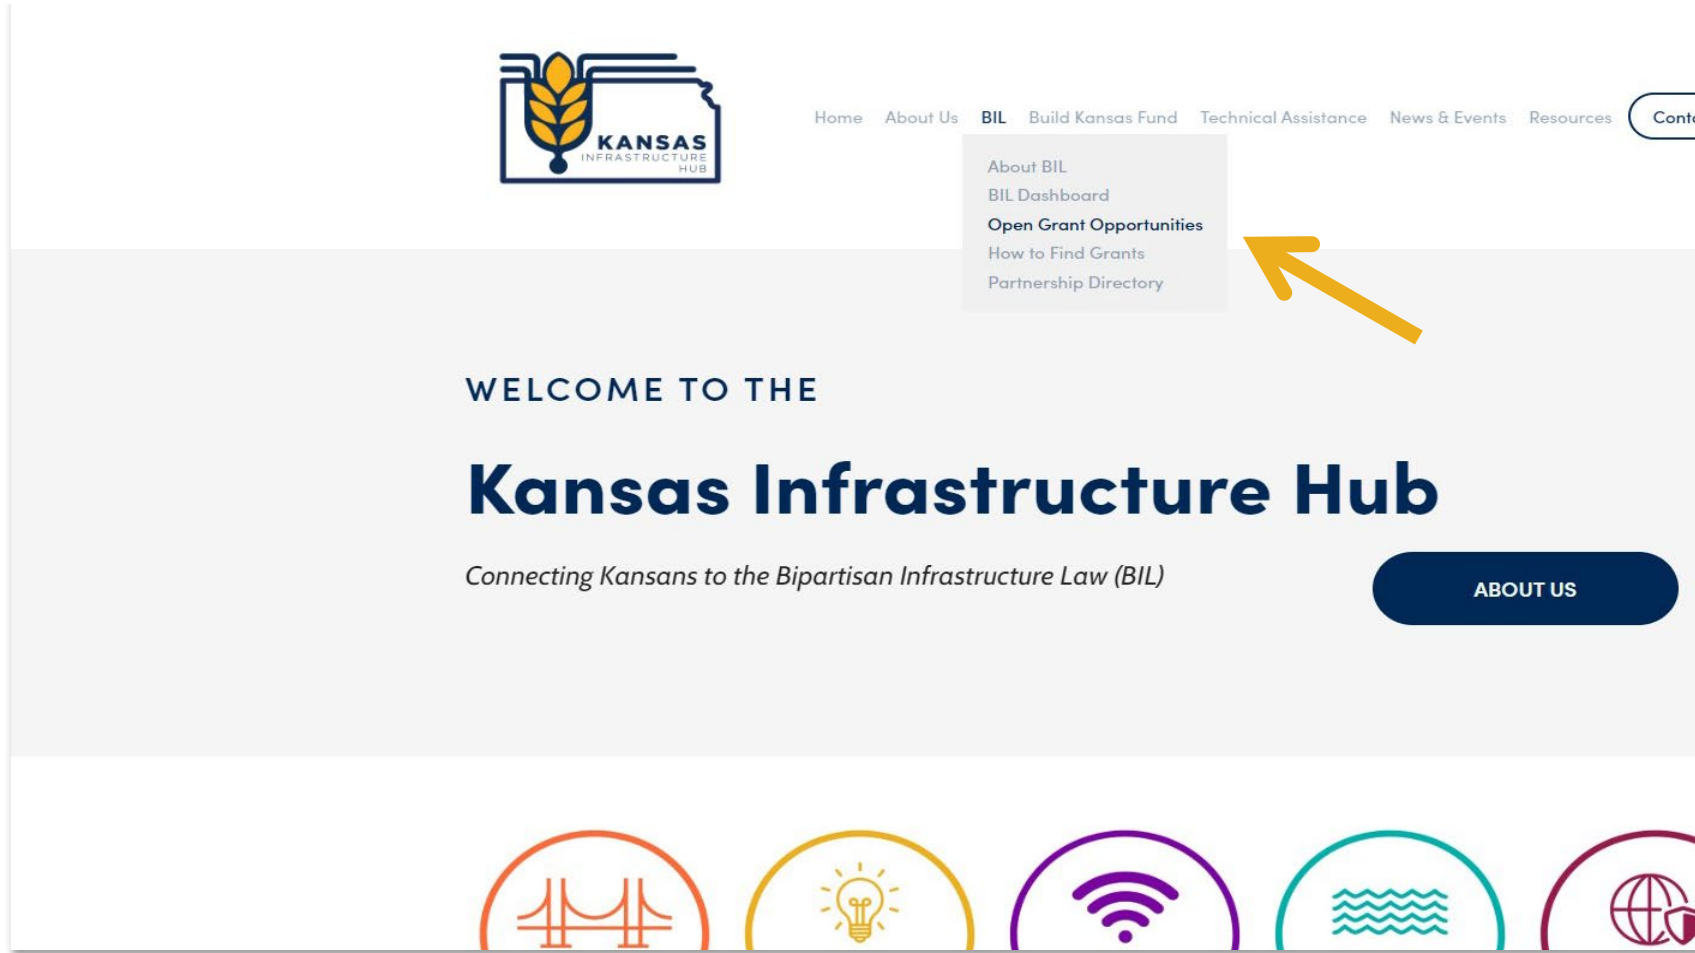 KANSAS
INFRASTRUCTURE
HUB
Home About Us BIL Build Kansas Fund Technical Assistance News & Events Resources
About BIL
BIL Dashboard
Open Grant Opportunities
How to Find Grants
Partnership Directory
WELCOME TO THE
Kansas Infrastructure Hub
Connecting Kansans to the Bipartisan Infrastructure Law (BIL)
ABOUT US